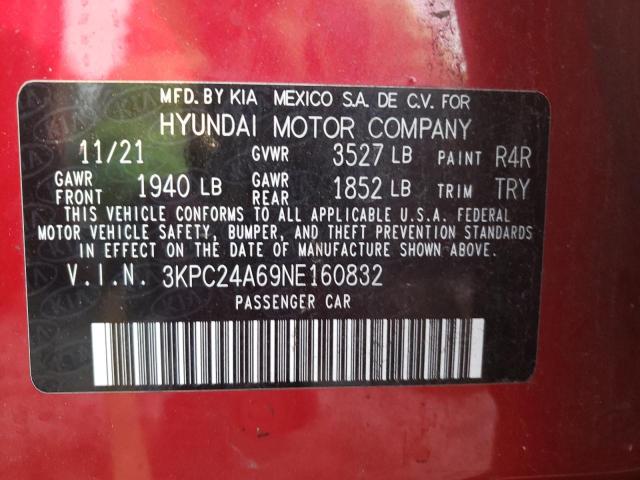 MFD. BY KIA MEXICO S.A. DE C.V. FOR
HYUNDAI MOTOR COMPANY
11/21 GVWR 3527 LB PAINT R4R
GAWR FRONT 1940 LB GAWR REAR 1852 LB TRIM TRY
THIS VEHICLE CONFORMS TO ALL APPLICABLE U.S.A. FEDERAL
MOTOR VEHICLE SAFETY, BUMPER, AND THEFT PREVENTION STANDARDS
IN EFFECT ON THE DATE OF MANUFACTURE SHOWN ABOVE.
V.I.N. 3KPC24A69NE160832
PASSENGER CAR